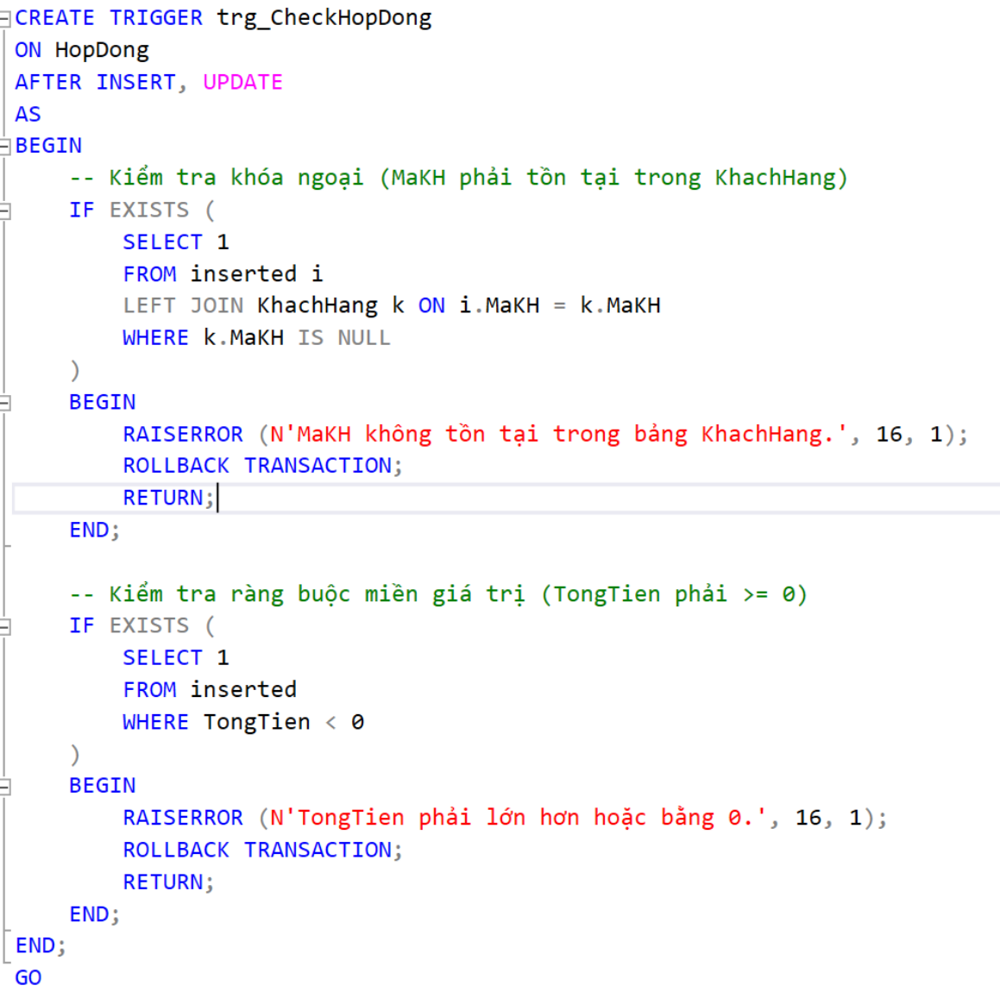 CREATE TRIGGER trg_CheckHopDong
ON HopDong
AFTER INSERT, UPDATE
AS
BEGIN
    -- Kiểm tra khóa ngoại (MaKH phải tồn tại trong KhachHang)
    IF EXISTS (
        SELECT 1
        FROM inserted i
        LEFT JOIN KhachHang k ON i.MaKH = k.MaKH
        WHERE k.MaKH IS NULL
    )
    BEGIN
        RAISERROR (N'MaKH không tồn tại trong bảng KhachHang.', 16, 1);
        ROLLBACK TRANSACTION;
        RETURN;
    END;

    -- Kiểm tra ràng buộc miền giá trị (TongTien phải >= 0)
    IF EXISTS (
        SELECT 1
        FROM inserted
        WHERE TongTien < 0
    )
    BEGIN
        RAISERROR (N'TongTien phải lớn hơn hoặc bằng 0.', 16, 1);
        ROLLBACK TRANSACTION;
        RETURN;
    END;
END;
GO